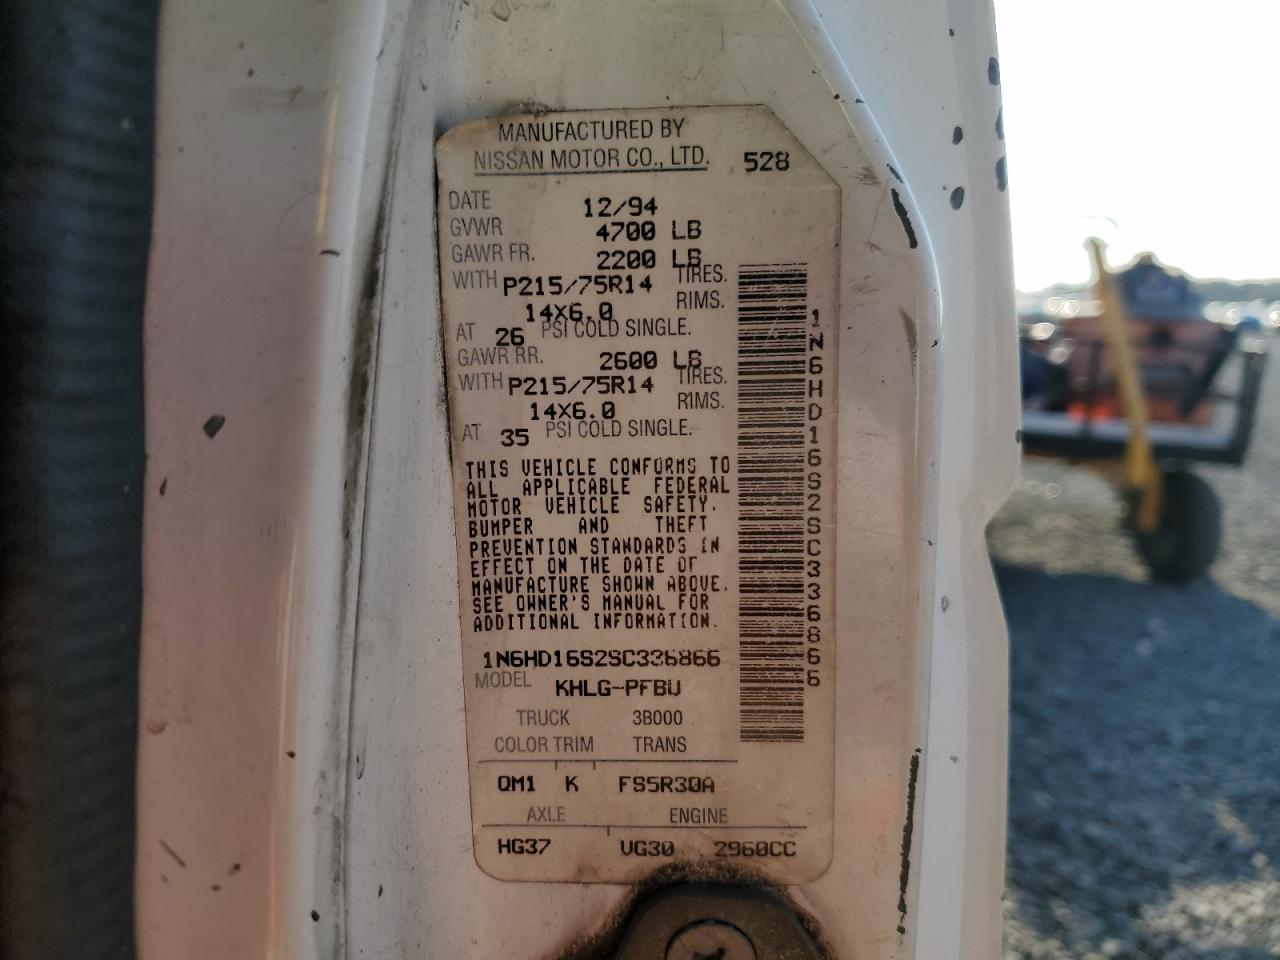 MANUFACTURED BY
NISSAN MOTOR CO., LTD. 528
DATE 12/94
GVWR 4700 LB
GAWR FR. 2200 LB
WITH P215/75R14 TIRES.
14X6.0 RIMS.
AT 26 PSI COLD SINGLE.
GAWR RR. 2600 LB
WITH P215/75R14 TIRES.
14X6.0 RIMS.
AT 35 PSI COLD SINGLE.
THIS VEHICLE CONFORMS TO
ALL APPLICABLE FEDERAL
MOTOR VEHICLE SAFETY,
BUMPER AND THEFT
PREVENTION STANDARDS IN
EFFECT ON THE DATE OF
MANUFACTURE SHOWN ABOVE.
SEE OWNER'S MANUAL FOR
ADDITIONAL INFORMATION.
1N6HD16S2SC336866
MODEL KHLG-PFBU
TRUCK 3B000
COLOR TRIM TRANS
QM1 K FS5R30A
AXLE ENGINE
HG37 VG30 2960CC
1N6HD16S2SC336866